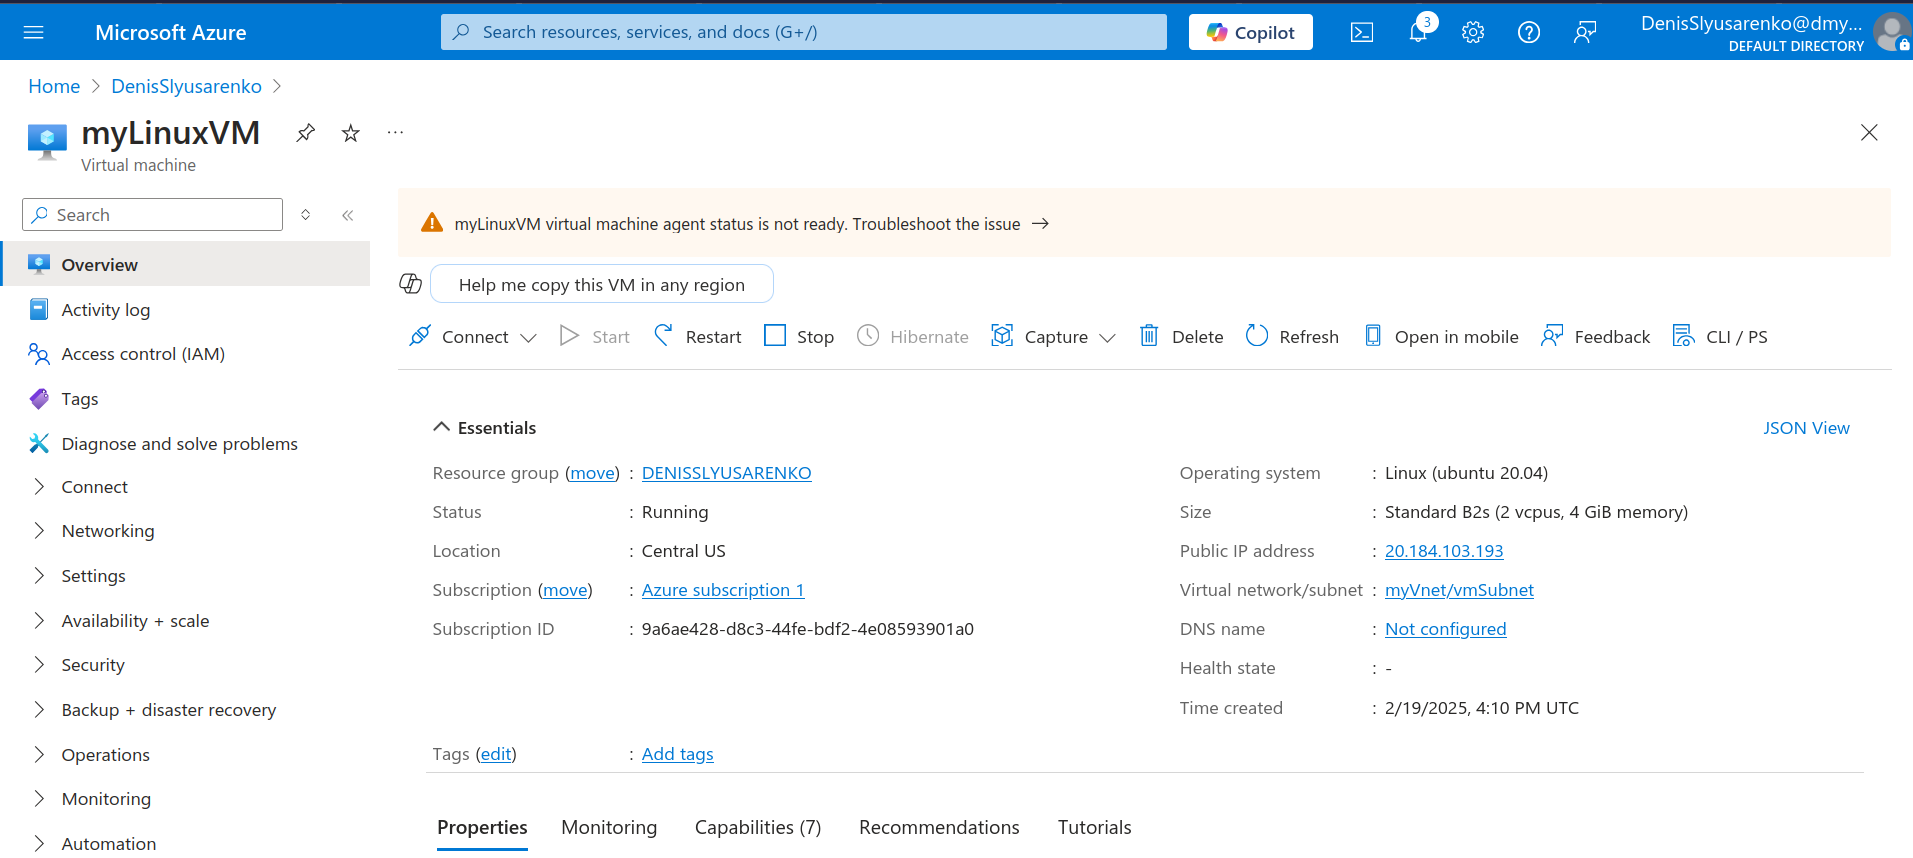 Microsoft Azure
Search resources, services, and docs (G+/)
Copilot
3
DenisSlyusarenko@dmy...
DEFAULT DIRECTORY
Home > DenisSlyusarenko >
myLinuxVM
Virtual machine
Search
Overview
Activity log
Access control (IAM)
Tags
Diagnose and solve problems
Connect
Networking
Settings
Availability + scale
Security
Backup + disaster recovery
Operations
Monitoring
Automation
myLinuxVM virtual machine agent status is not ready. Troubleshoot the issue →
Help me copy this VM in any region
Connect Start Restart Stop Hibernate Capture Delete Refresh Open in mobile Feedback CLI / PS
Essentials
JSON View
Resource group (move) : DENISSLYUSARENKO
Status : Running
Location : Central US
Subscription (move) : Azure subscription 1
Subscription ID : 9a6ae428-d8c3-44fe-bdf2-4e08593901a0
Operating system : Linux (ubuntu 20.04)
Size : Standard B2s (2 vcpus, 4 GiB memory)
Public IP address : 20.184.103.193
Virtual network/subnet : myVnet/vmSubnet
DNS name : Not configured
Health state : -
Time created : 2/19/2025, 4:10 PM UTC
Tags (edit) : Add tags
Properties Monitoring Capabilities (7) Recommendations Tutorials